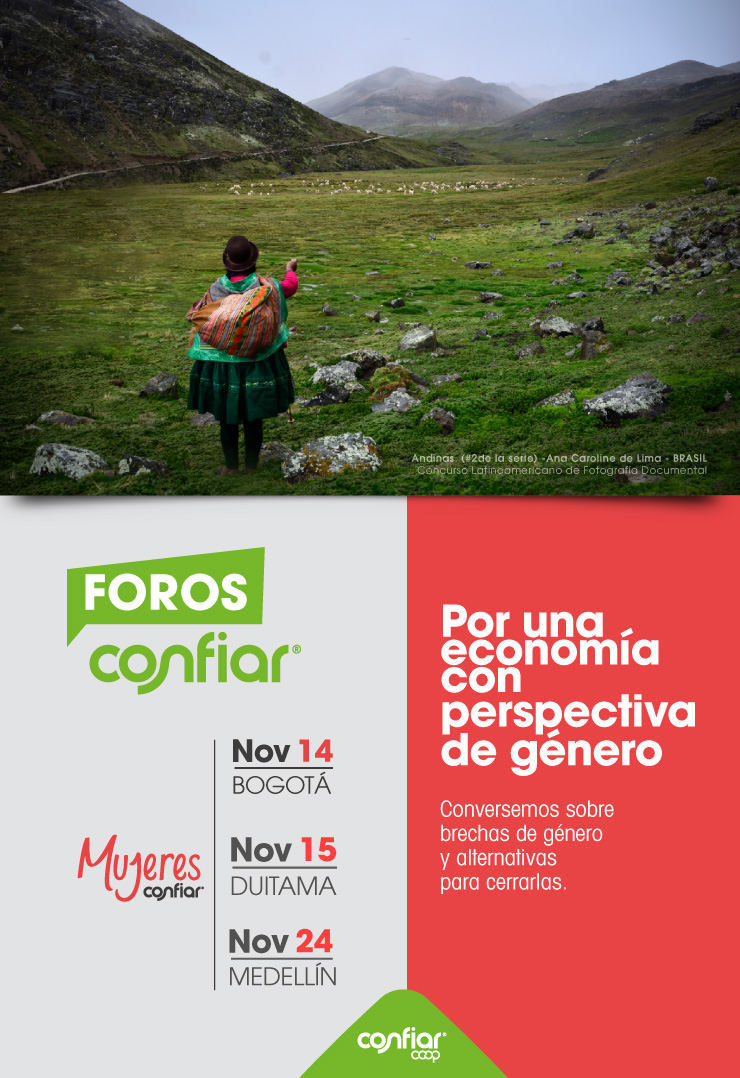 Andinas (#2de la serie) -Ana Caroline de Lima - BRASIL
Concurso Latinoamericano de Fotografía Documental
FOROS
confiar®
Nov 14
BOGOTÁ
Mujeres
confiar®
Nov 15
DUITAMA
Nov 24
MEDELLÍN
Por una
economía
con
perspectiva
de género
Conversemos sobre
brechas de género
y alternativas
para cerrarlas.
confiar®
coop